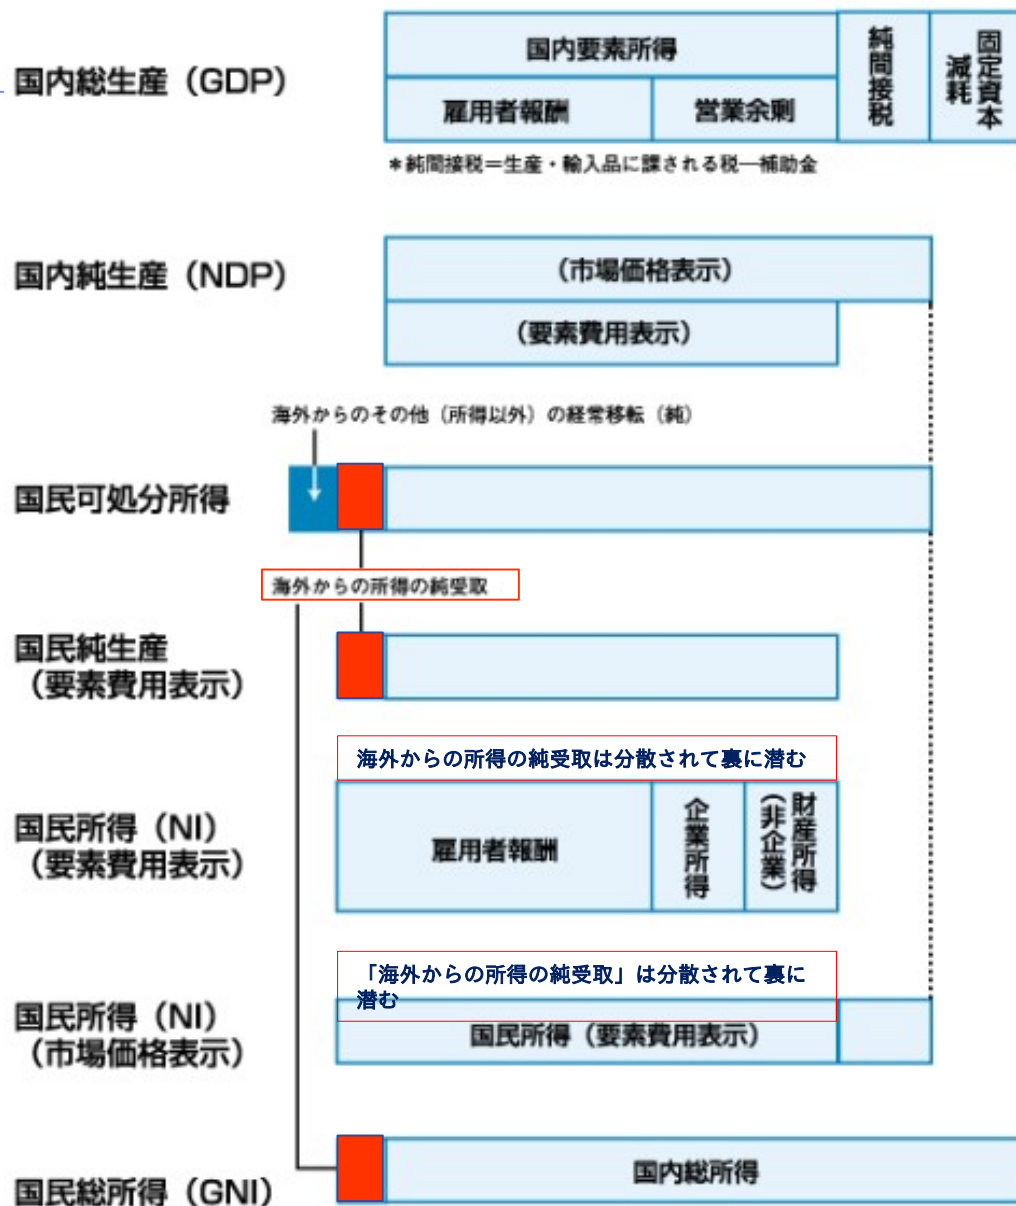 国内総生産（GDP）
国内要素所得
雇用者報酬
営業余剰
純間接税
固定資本
減耗
＊純間接税＝生産・輸入品に課される税―補助金
国内純生産（NDP）
（市場価格表示）
（要素費用表示）
海外からのその他（所得以外）の経常移転（純）
国民可処分所得
海外からの所得の純受取
国民純生産
（要素費用表示）
海外からの所得の純受取は分散されて裏に潜む
国民所得（NI）
（要素費用表示）
雇用者報酬
企業所得
財産所得
（非企業）
「海外からの所得の純受取」は分散されて裏に
潜む
国民所得（NI）
（市場価格表示）
国民所得（要素費用表示）
国民総所得（GNI）
国内総所得